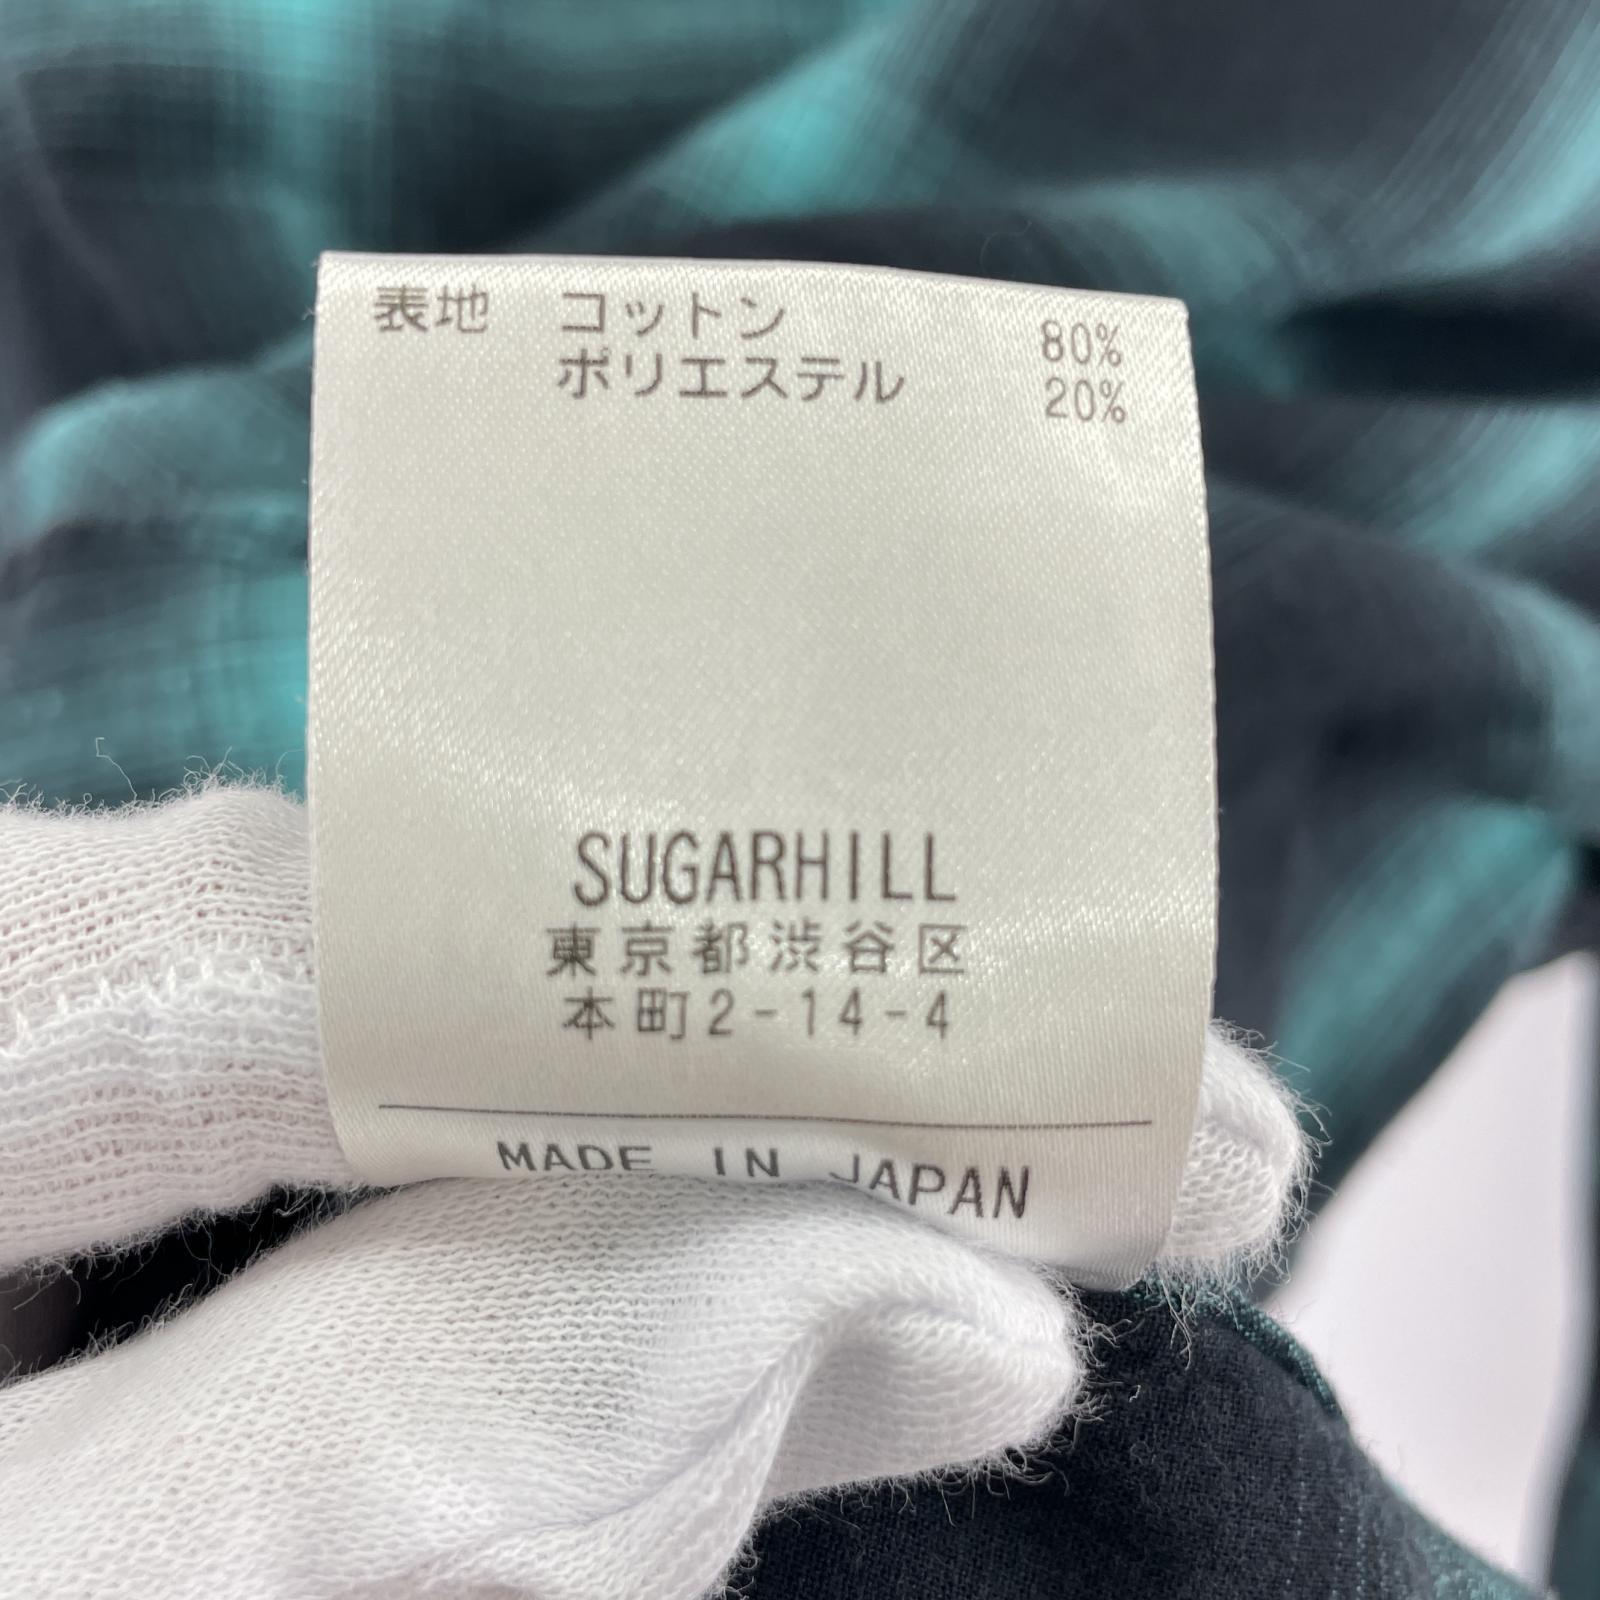 表地 コットン 80%
ポリエステル 20%
SUGARHILL
東京都渋谷区
本町2-14-4
MADE IN JAPAN